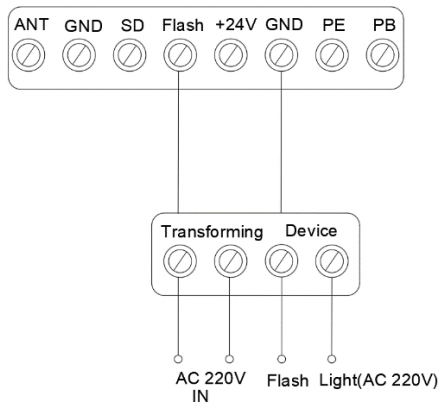 ANT GND SD Flash +24V GND PE PB
Transforming Device
AC 220V Flash Light(AC 220V)
IN